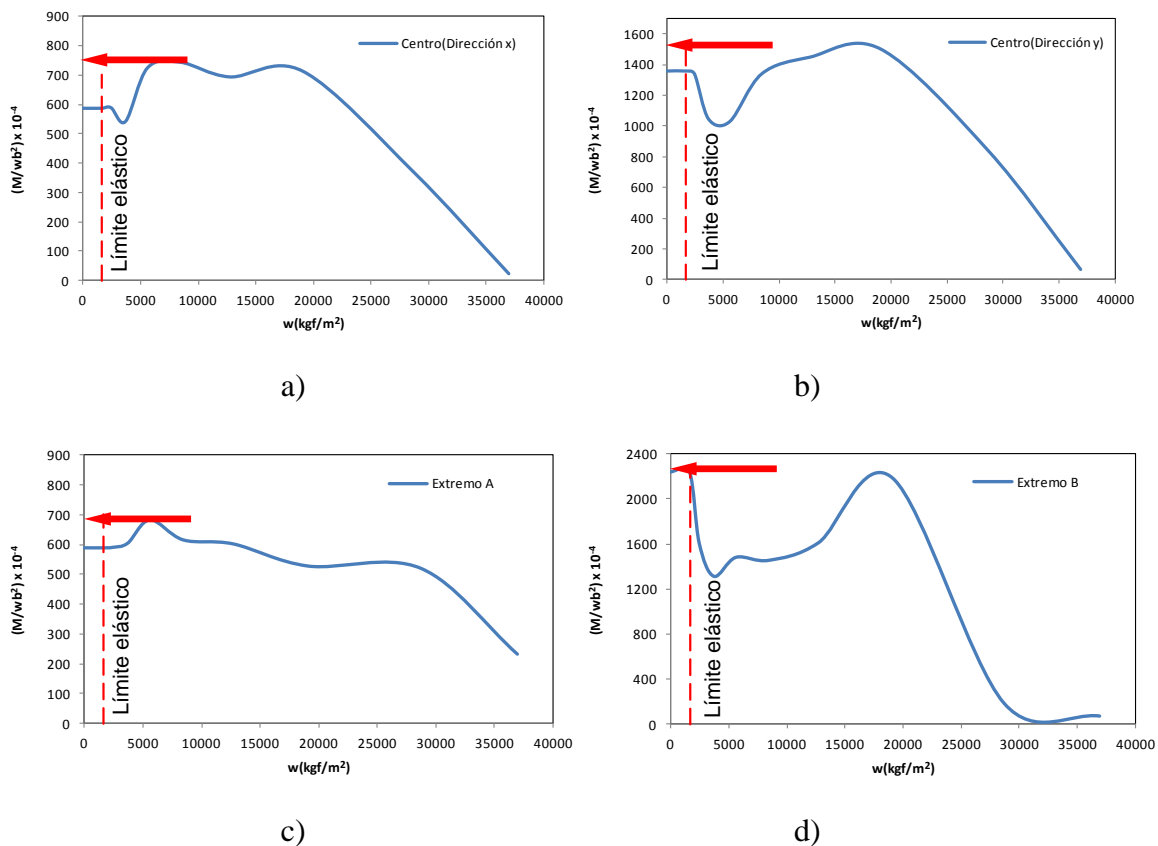 900
800
700
600
500
400
300
200
100
0
(M/wb²) x 10⁻⁴
Límite elástico
Centro(Dirección x)
0 5000 10000 15000 20000 25000 30000 35000 40000
w(kgf/m²)
a)
1600
1400
1200
1000
800
600
400
200
0
(M/wb²) x 10⁻⁴
Límite elástico
Centro(Dirección y)
0 5000 10000 15000 20000 25000 30000 35000 40000
w(kgf/m²)
b)
900
800
700
600
500
400
300
200
100
0
(M/wb²) x 10⁻⁴
Límite elástico
Extremo A
0 5000 10000 15000 20000 25000 30000 35000 40000
w(kgf/m²)
c)
2400
2000
1600
1200
800
400
0
(M/wb²) x 10⁻⁴
Límite elástico
Extremo B
0 5000 10000 15000 20000 25000 30000 35000 40000
w(kgf/m²)
d)